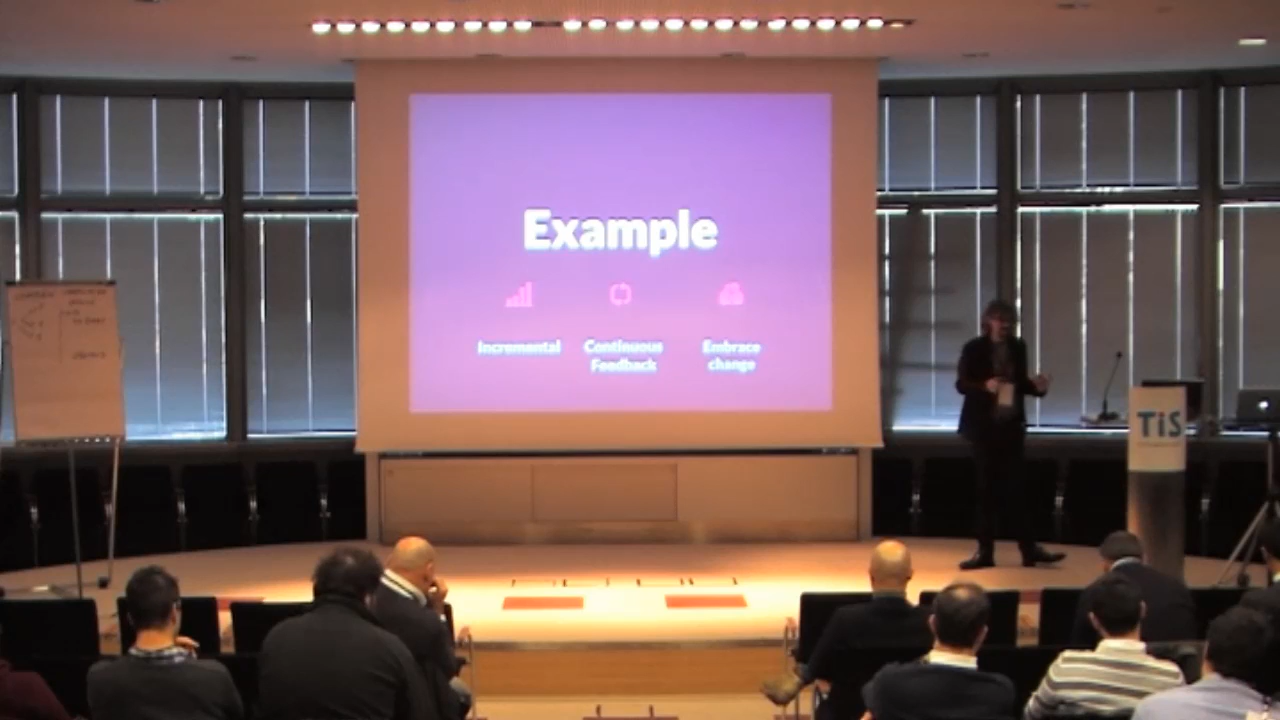 Example
Incremental
Continuous
Feedback
Embrace
change
TiS